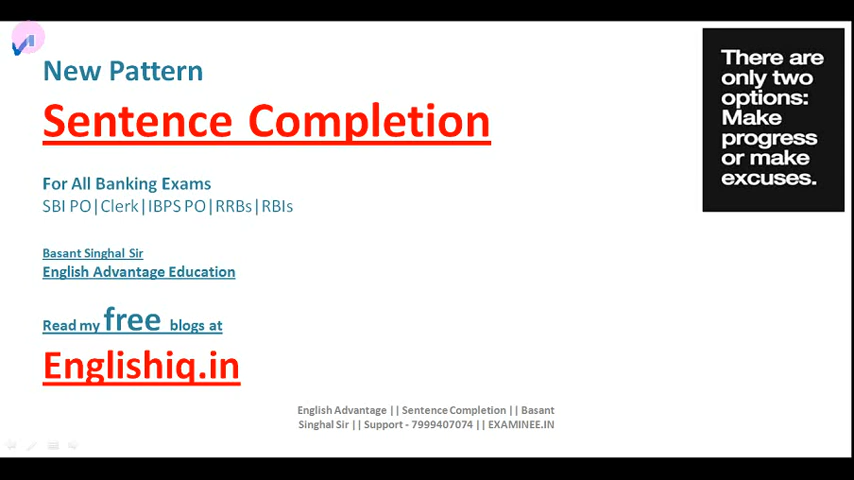 New Pattern
Sentence Completion
For All Banking Exams
SBI PO|Clerk|IBPS PO|RRBs|RBIs
Basant Singhal Sir
English Advantage Education
Read my free blogs at
Englishiq.in
There are
only two
options:
Make
progress
or make
excuses.
English Advantage || Sentence Completion || Basant
Singhal Sir || Support - 7999407074 || EXAMINEE.IN